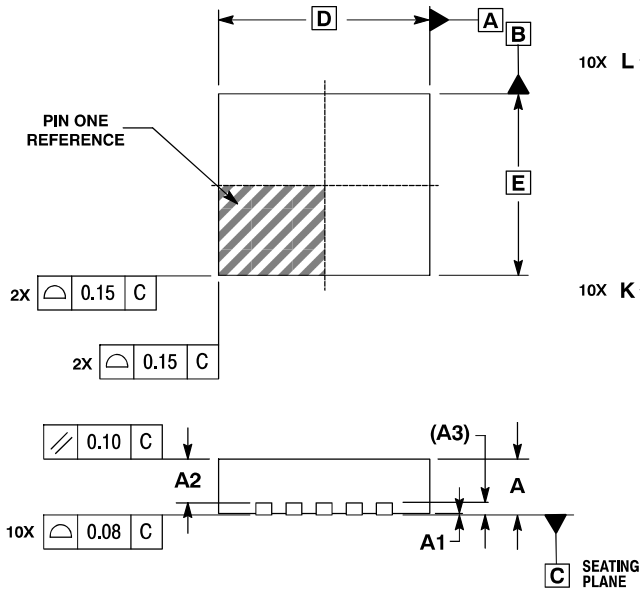 D
A
B
10X L
PIN ONE
REFERENCE
E
2X ⌓ 0.15 C
10X K
2X ⌓ 0.15 C
// 0.10 C
(A3)
A2
A
10X ⌓ 0.08 C
A1
C SEATING
PLANE